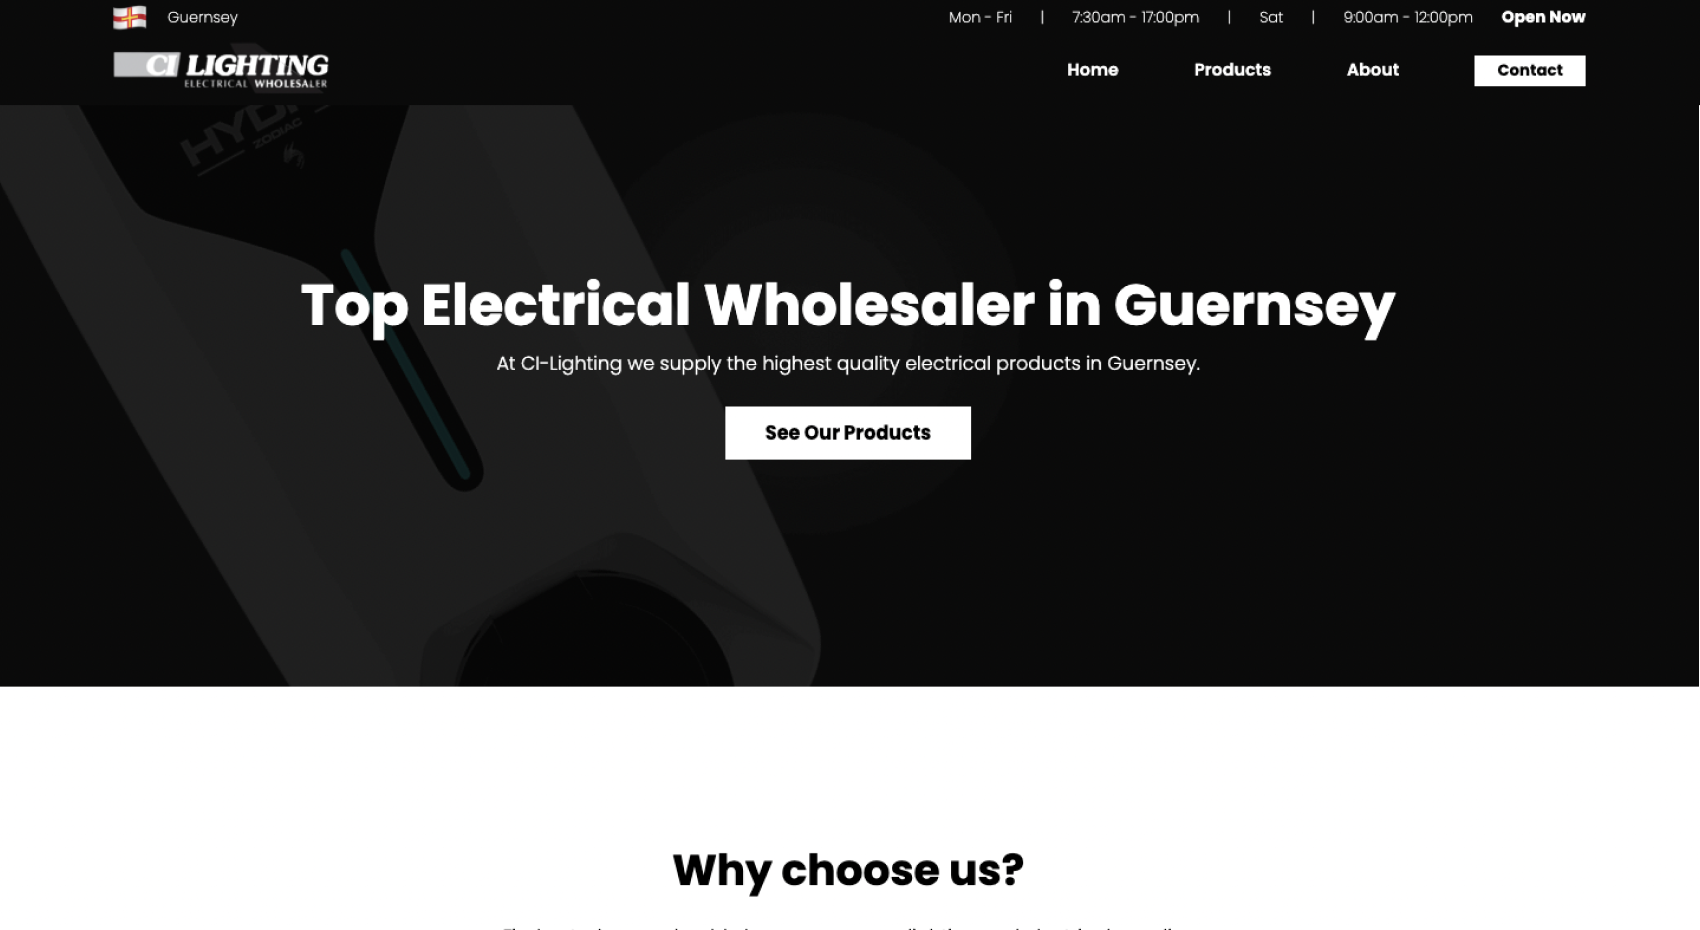 Guernsey
Mon - Fri | 7:30am - 17:00pm | Sat | 9:00am - 12:00pm Open Now
CI LIGHTING
ELECTRICAL WHOLESALER
Home Products About Contact
ZODIAC
Top Electrical Wholesaler in Guernsey
At CI-Lighting we supply the highest quality electrical products in Guernsey.
See Our Products
Why choose us?